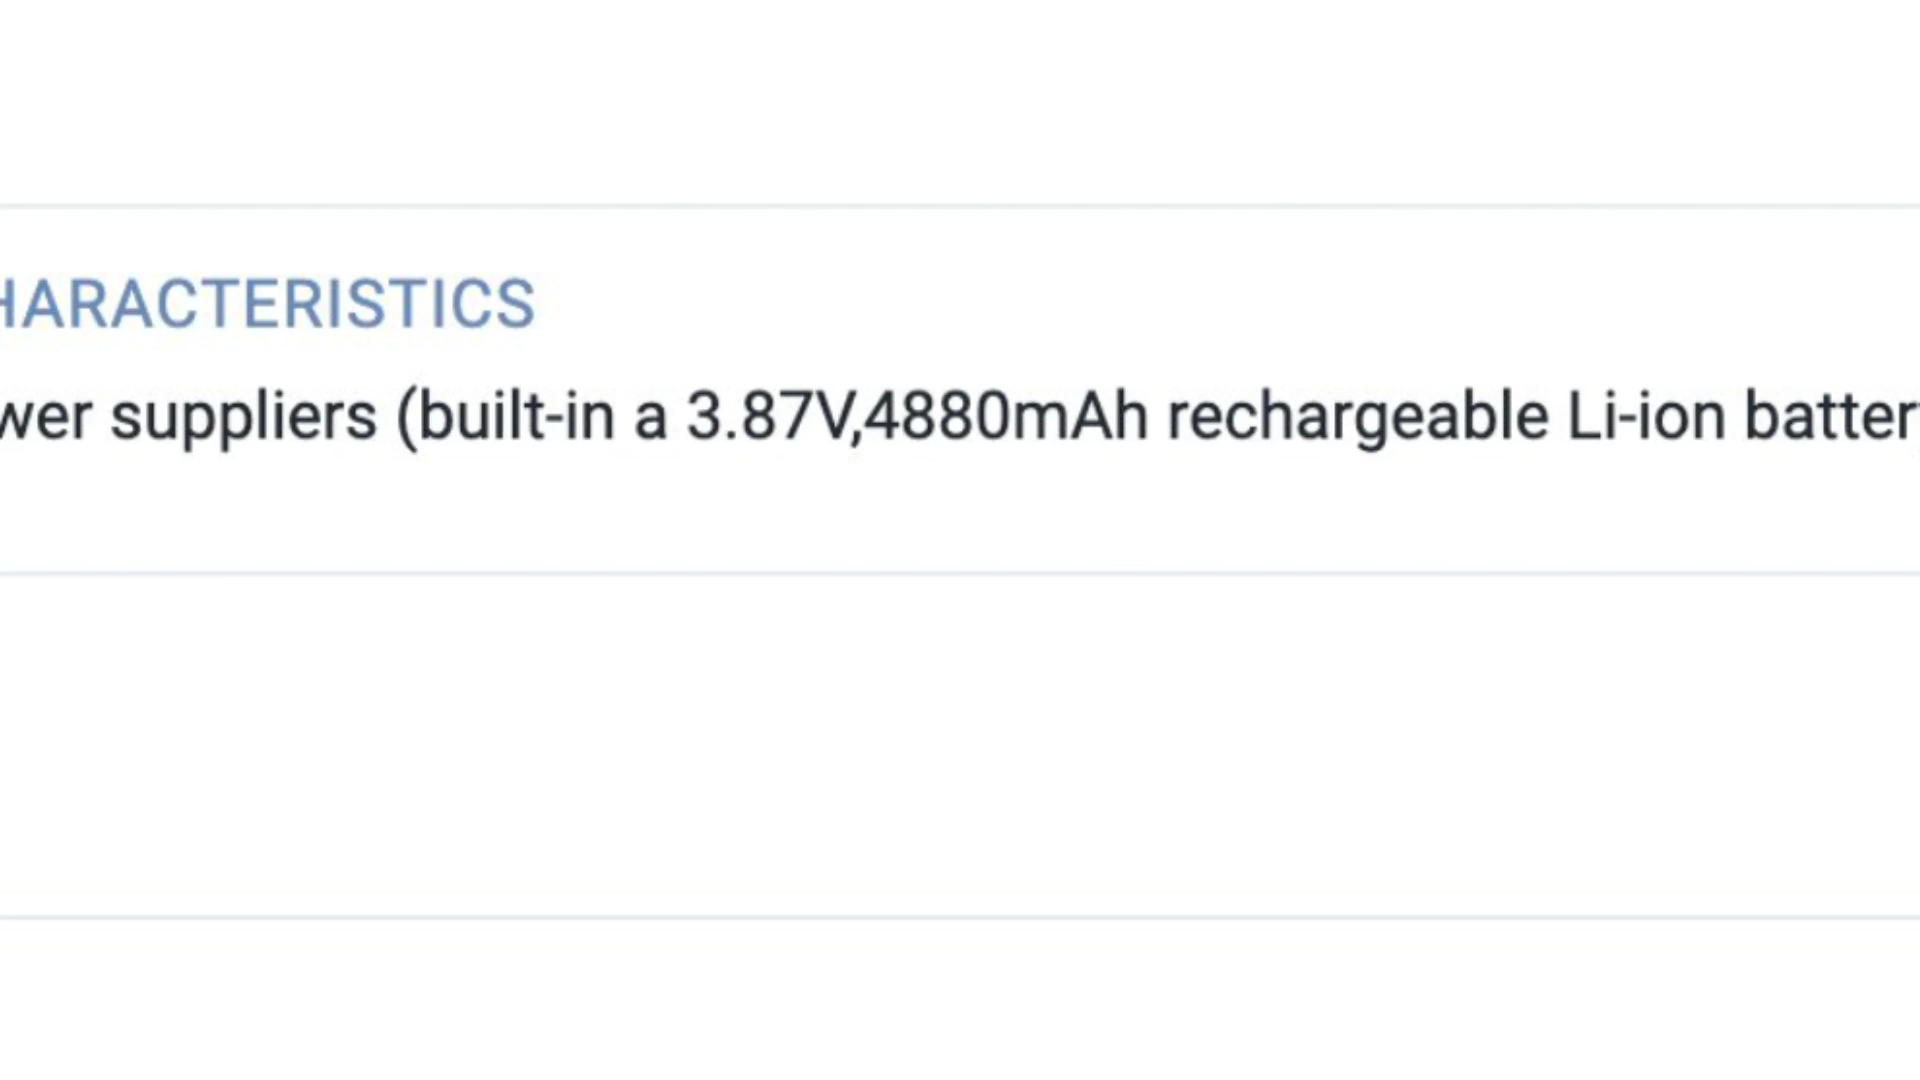 HARACTERISTICS
wer suppliers (built-in a 3.87V,4880mAh rechargeable Li-ion batter